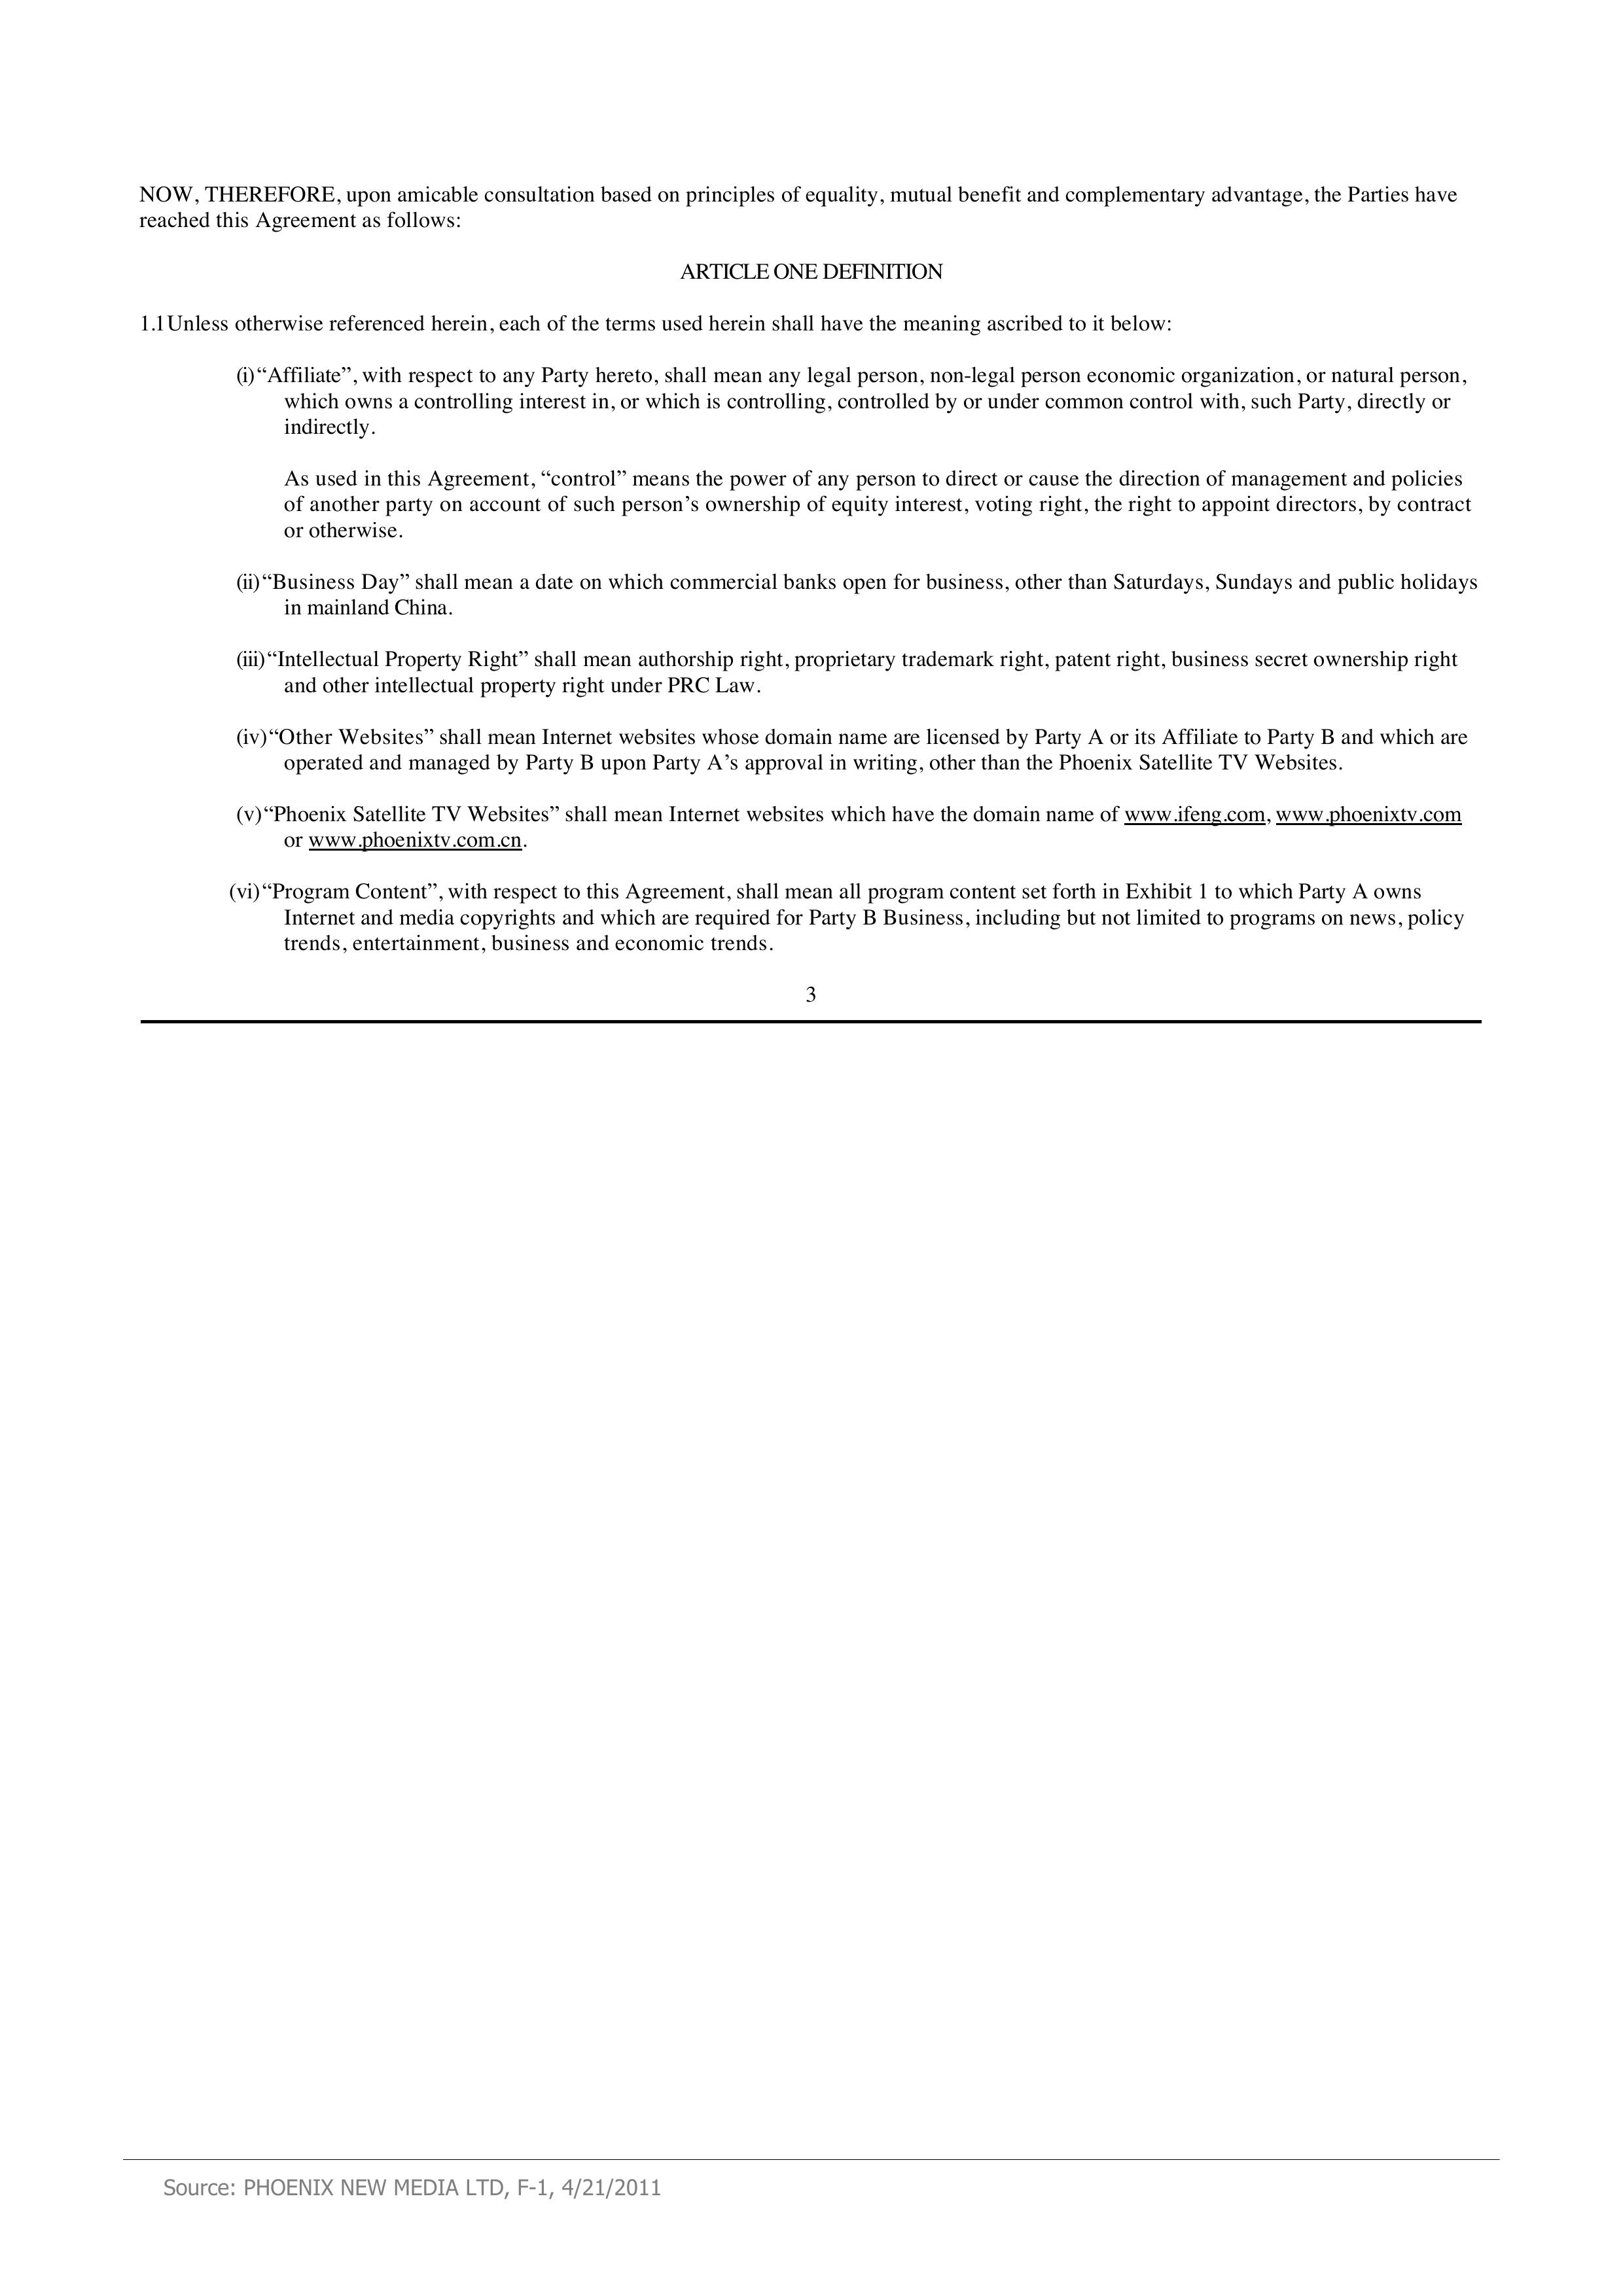 NOW, THEREFORE, upon amicable consultation based on principles of equality, mutual benefit and complementary advantage, the Parties have
reached this Agreement as follows:
ARTICLE ONE DEFINITION
1.1Unless otherwise referenced herein, each of the terms used herein shall have the meaning ascribed to it below:
(i)“Affiliate”, with respect to any Party hereto, shall mean any legal person, non-legal person economic organization, or natural person,
which owns a controlling interest in, or which is controlling, controlled by or under common control with, such Party, directly or
indirectly.
As used in this Agreement, “control” means the power of any person to direct or cause the direction of management and policies
of another party on account of such person’s ownership of equity interest, voting right, the right to appoint directors, by contract
or otherwise.
(ii)“Business Day” shall mean a date on which commercial banks open for business, other than Saturdays, Sundays and public holidays
in mainland China.
(iii)“Intellectual Property Right” shall mean authorship right, proprietary trademark right, patent right, business secret ownership right
and other intellectual property right under PRC Law.
(iv)“Other Websites” shall mean Internet websites whose domain name are licensed by Party A or its Affiliate to Party B and which are
operated and managed by Party B upon Party A’s approval in writing, other than the Phoenix Satellite TV Websites.
(v)“Phoenix Satellite TV Websites” shall mean Internet websites which have the domain name of www.ifeng.com, www.phoenixtv.com
or www.phoenixtv.com.cn.
(vi)“Program Content”, with respect to this Agreement, shall mean all program content set forth in Exhibit 1 to which Party A owns
Internet and media copyrights and which are required for Party B Business, including but not limited to programs on news, policy
trends, entertainment, business and economic trends.
3
Source: PHOENIX NEW MEDIA LTD, F-1, 4/21/2011